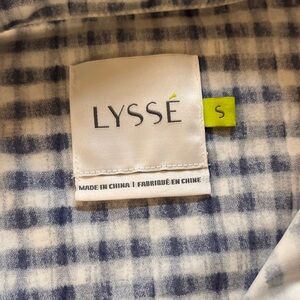 LYSSÉ
S
MADE IN CHINA | FABRIQUÉ EN CHINE